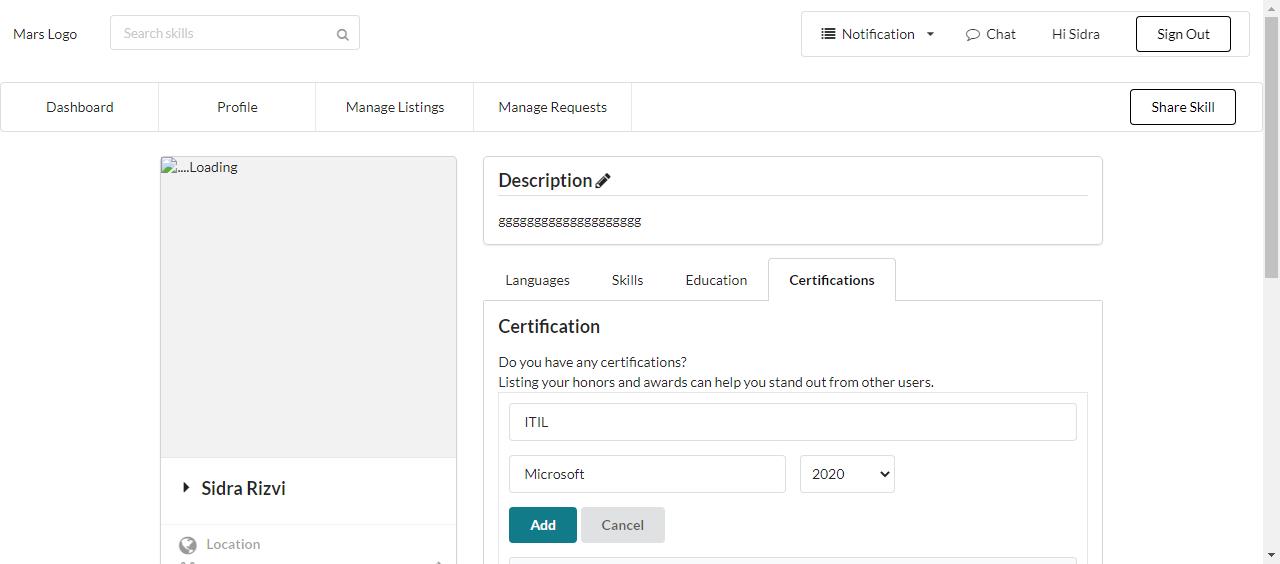 Mars Logo
Search skills
Notification
Chat
Hi Sidra
Sign Out
Dashboard
Profile
Manage Listings
Manage Requests
Share Skill
....Loading
Description
gggggggggggggggggggg
Languages
Skills
Education
Certifications
Certification
Do you have any certifications?
Listing your honors and awards can help you stand out from other users.
ITIL
Microsoft
2020
Add
Cancel
Sidra Rizvi
Location